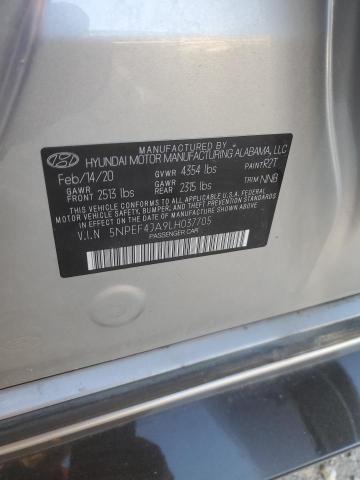 MANUFACTURED BY
HYUNDAI MOTOR MANUFACTURING ALABAMA, LLC
Feb/14/20 GVWR 4354 lbs PAINT R2T
GAWR FRONT 2513 lbs GAWR REAR 2315 lbs TRIM NNB
THIS VEHICLE CONFORMS TO ALL APPLICABLE U.S.A. FEDERAL
MOTOR VEHICLE SAFETY, BUMPER, AND THEFT PREVENTION STANDARDS
IN EFFECT ON THE DATE OF MANUFACTURE SHOWN ABOVE.
V.I.N 5NPEF4JA9LH037705
PASSENGER CAR